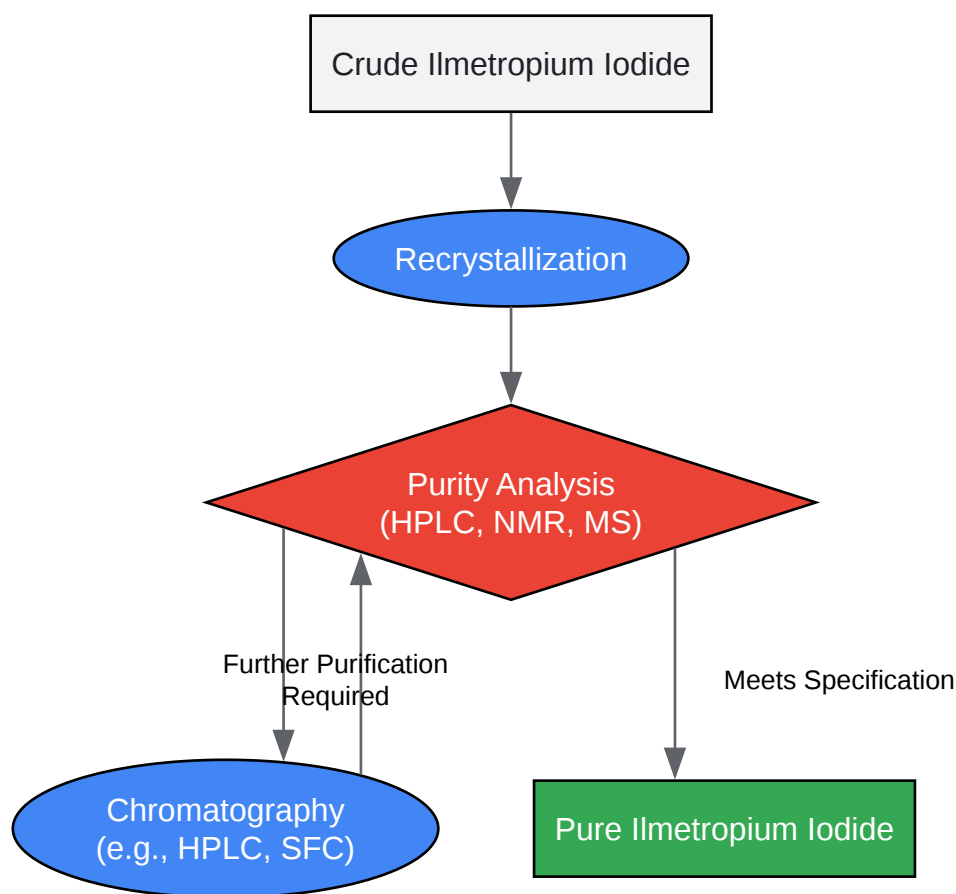 Crude Ilmetropium Iodide
Recrystallization
Purity Analysis
(HPLC, NMR, MS)
Further Purification
Required
Meets Specification
Chromatography
(e.g., HPLC, SFC)
Pure Ilmetropium Iodide